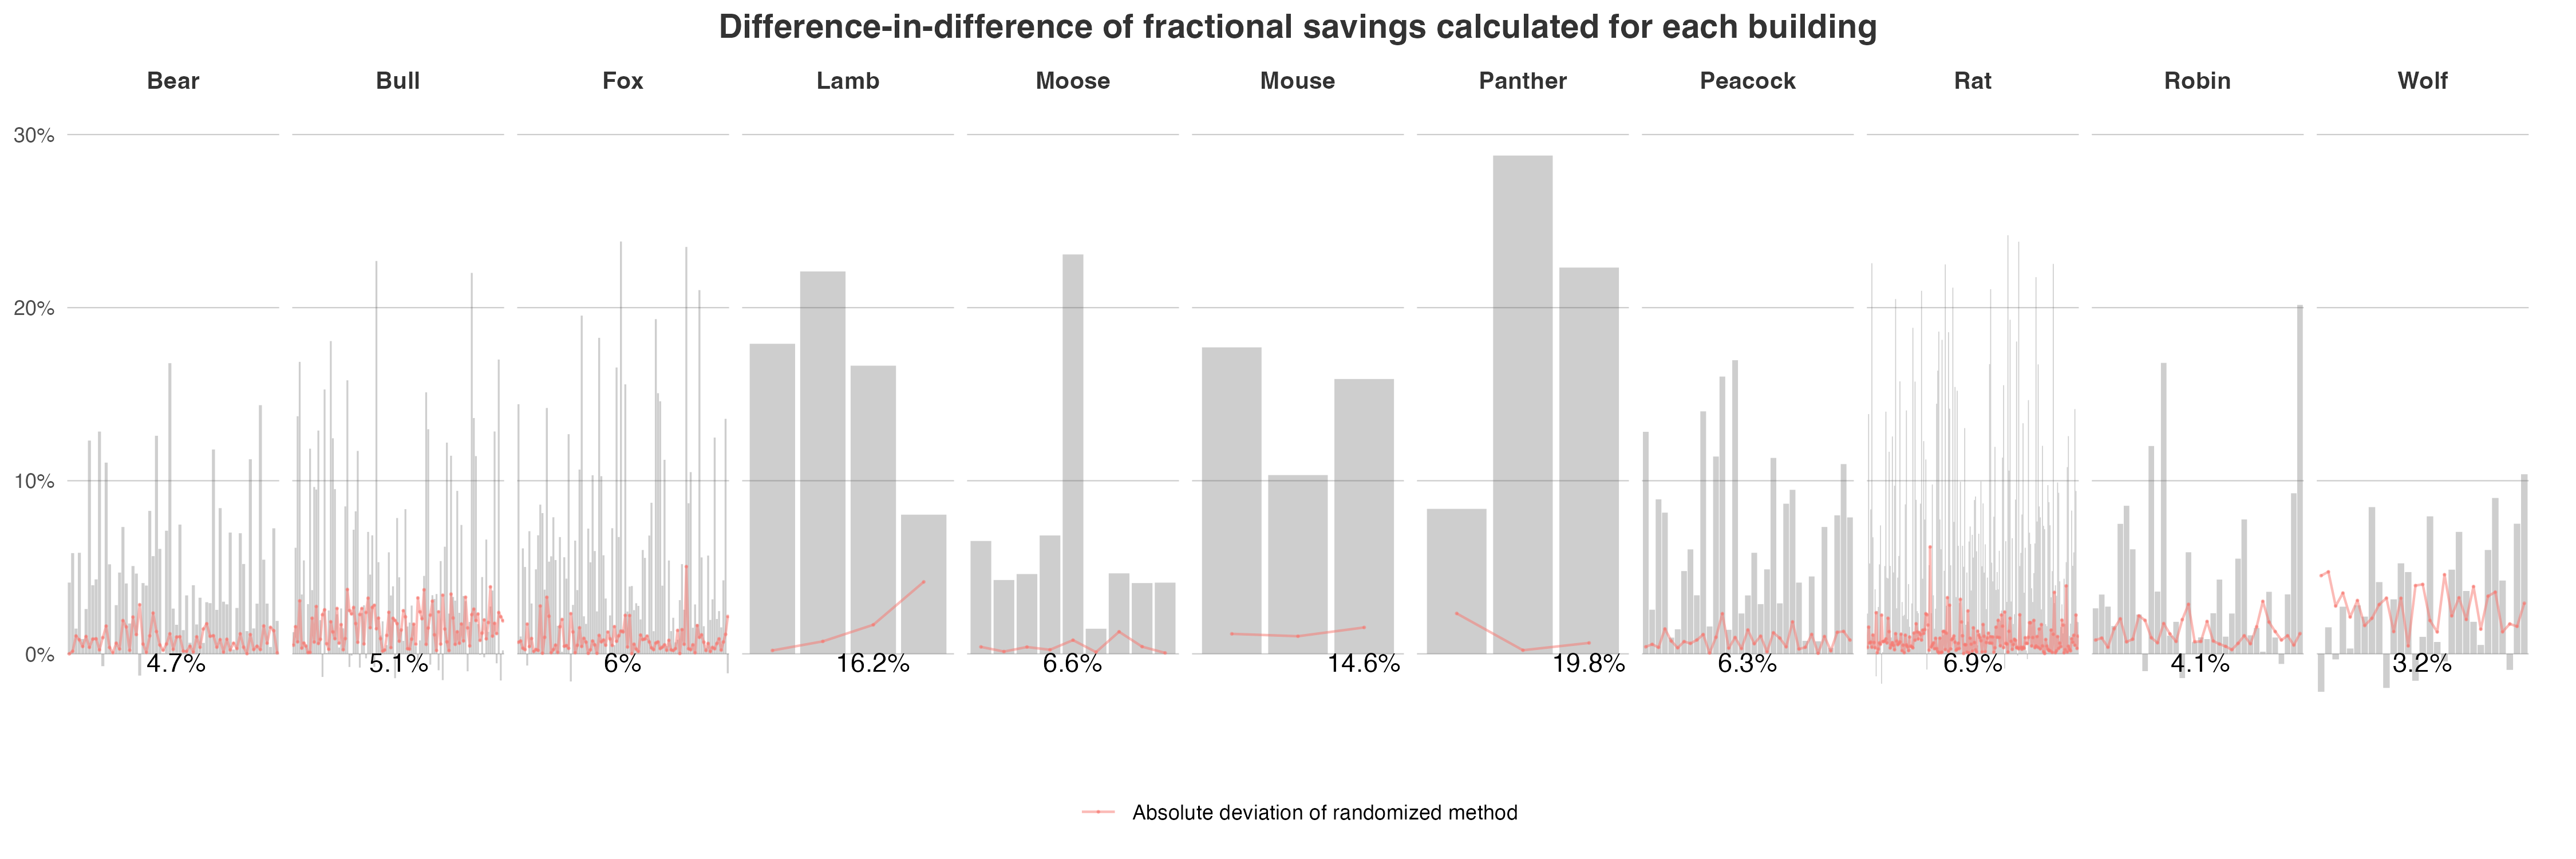 Difference-in-difference of fractional savings calculated for each building
Bear Bull Fox Lamb Moose Mouse Panther Peacock Rat Robin Wolf
30%
20%
10%
0%
4.7% 5.1% 6% 16.2% 6.6% 14.6% 19.8% 6.3% 6.9% 4.1% 3.2%
Absolute deviation of randomized method